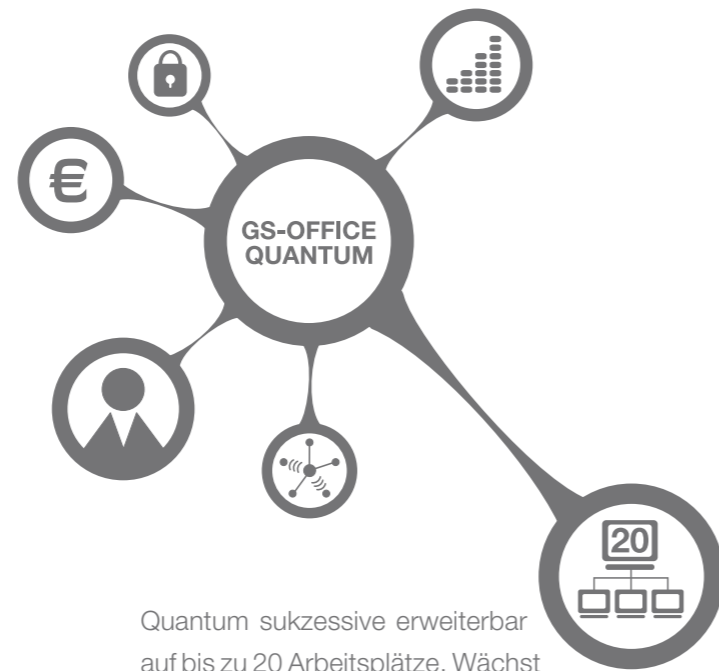 €
GS-OFFICE
QUANTUM
20
Quantum sukzessive erweiterbar
auf bis zu 20 Arbeitsplätze. Wächst